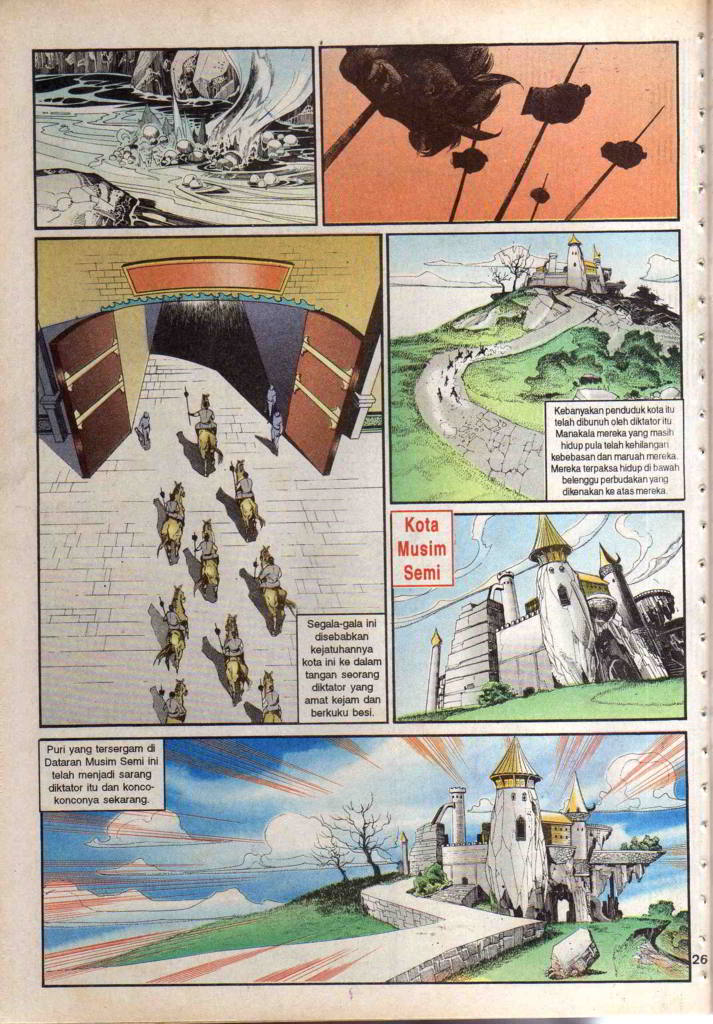 Segala-gala ini
disebabkan
kejatuhannya
kota ini ke dalam
tangan seorang
diktator yang
amat kejam dan
berkuku besi.
Kebanyakan penduduk kota itu
telah dibunuh oleh diktator itu
Manakala mereka yang masih
hidup pula telah kehilangan
kebebasan dan maruah mereka.
Mereka terpaksa hidup di bawah
belenggu perbudakan yang
dikenakan ke atas mereka.
Kota
Musim
Semi
Puri yang tersergam di
Dataran Musim Semi ini
telah menjadi sarang
diktator itu dan konco-
konconya sekarang.
26